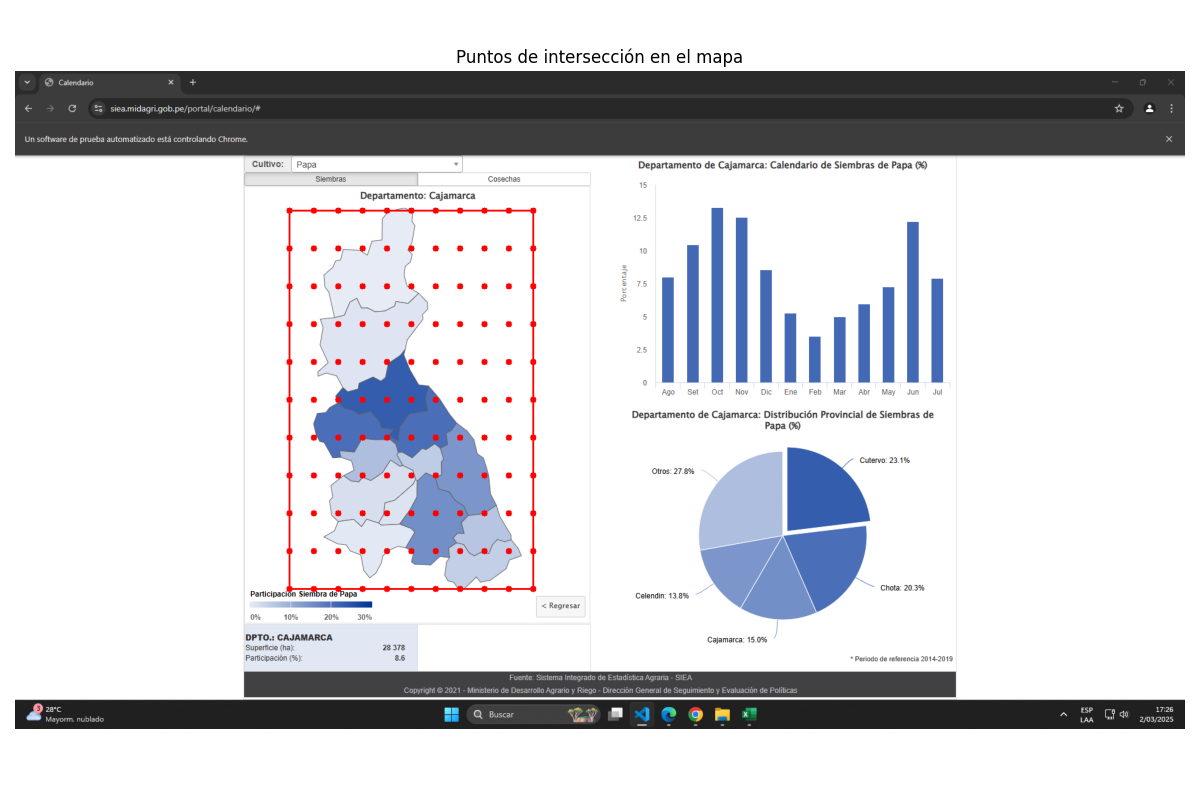 Puntos de intersección en el mapa
Calendario
siea.midagri.gob.pe/portal/calendario/#
Un software de prueba automatizado está controlando Chrome.
Cultivo: Papa
Siembras Cosechas
Departamento: Cajamarca
Participación Siembra de Papa
0% 10% 20% 30%
< Regresar
DPTO.: CAJAMARCA
Superficie (ha): 28 378
Participación (%): 8.6
Departamento de Cajamarca: Calendario de Siembras de Papa (%)
Porcentaje
15
12.5
10
7.5
5
2.5
0
Ago Set Oct Nov Dic Ene Feb Mar Abr May Jun Jul
Departamento de Cajamarca: Distribución Provincial de Siembras de
Papa (%)
Cutervo: 23.1%
Otros: 27.8%
Chota: 20.3%
Celendin: 13.8%
Cajamarca: 15.0%
* Periodo de referencia 2014-2019
Fuente: Sistema Integrado de Estadística Agraria - SIEA
Copyright © 2021 - Ministerio de Desarrollo Agrario y Riego - Dirección General de Seguimiento y Evaluación de Políticas
3
28°C
Mayorm. nublado
Buscar
ESP
LAA
17:26
2/03/2025